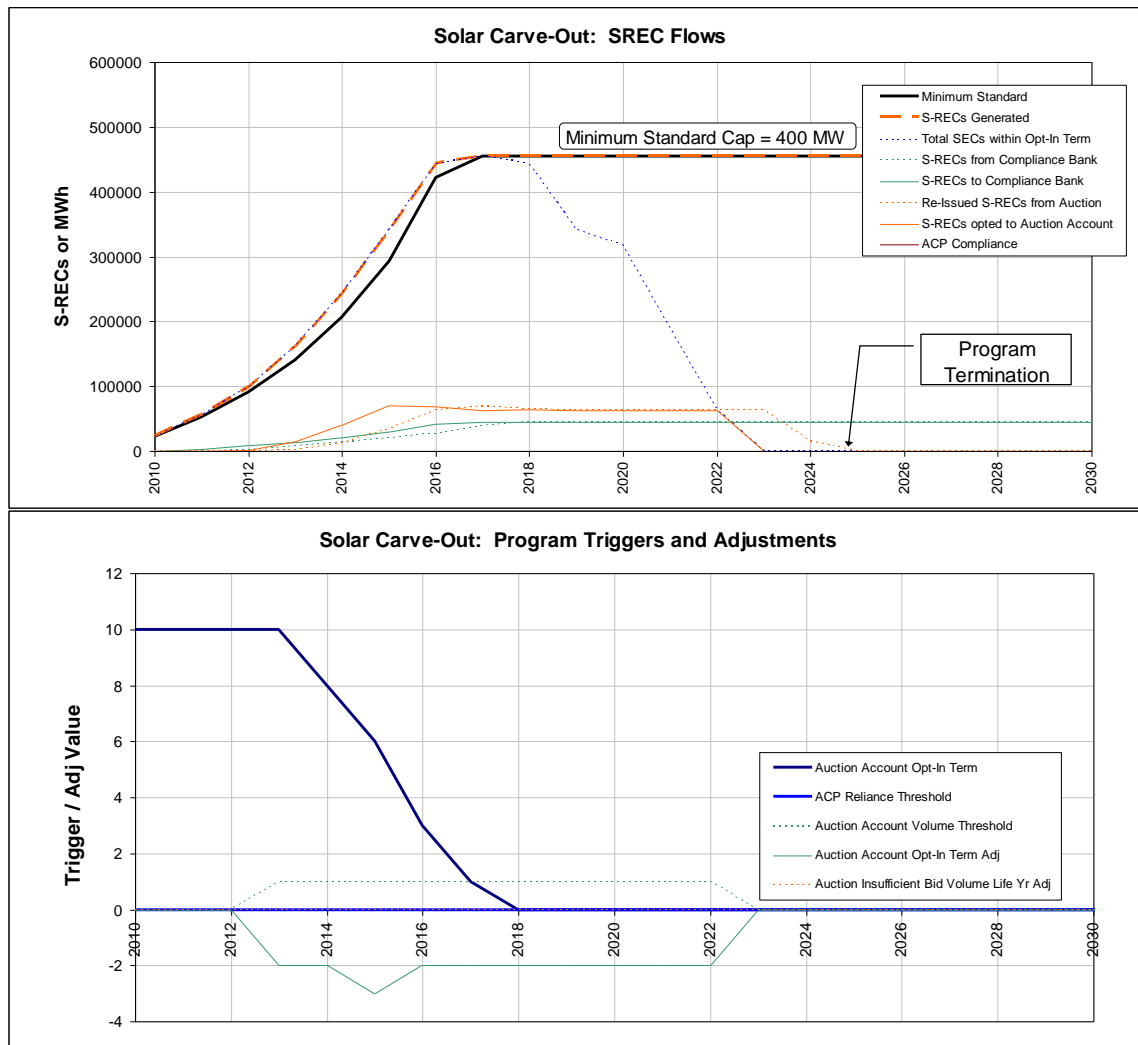 Solar Carve-Out: SREC Flows
600000
500000
400000
300000
200000
100000
0
S-RECs or MWh
Minimum Standard Cap = 400 MW
Minimum Standard
S-RECs Generated
Total SECs within Opt-In Term
S-RECs from Compliance Bank
S-RECs to Compliance Bank
Re-Issued S-RECs from Auction
S-RECs opted to Auction Account
ACP Compliance
Program
Termination
2010
2012
2014
2016
2018
2020
2022
2024
2026
2028
2030
Solar Carve-Out: Program Triggers and Adjustments
12
10
8
6
4
2
0
-2
-4
Trigger / Adj Value
Auction Account Opt-In Term
ACP Reliance Threshold
Auction Account Volume Threshold
Auction Account Opt-In Term Adj
Auction Insufficient Bid Volume Life Yr Adj
2010
2012
2014
2016
2018
2020
2022
2024
2026
2028
2030